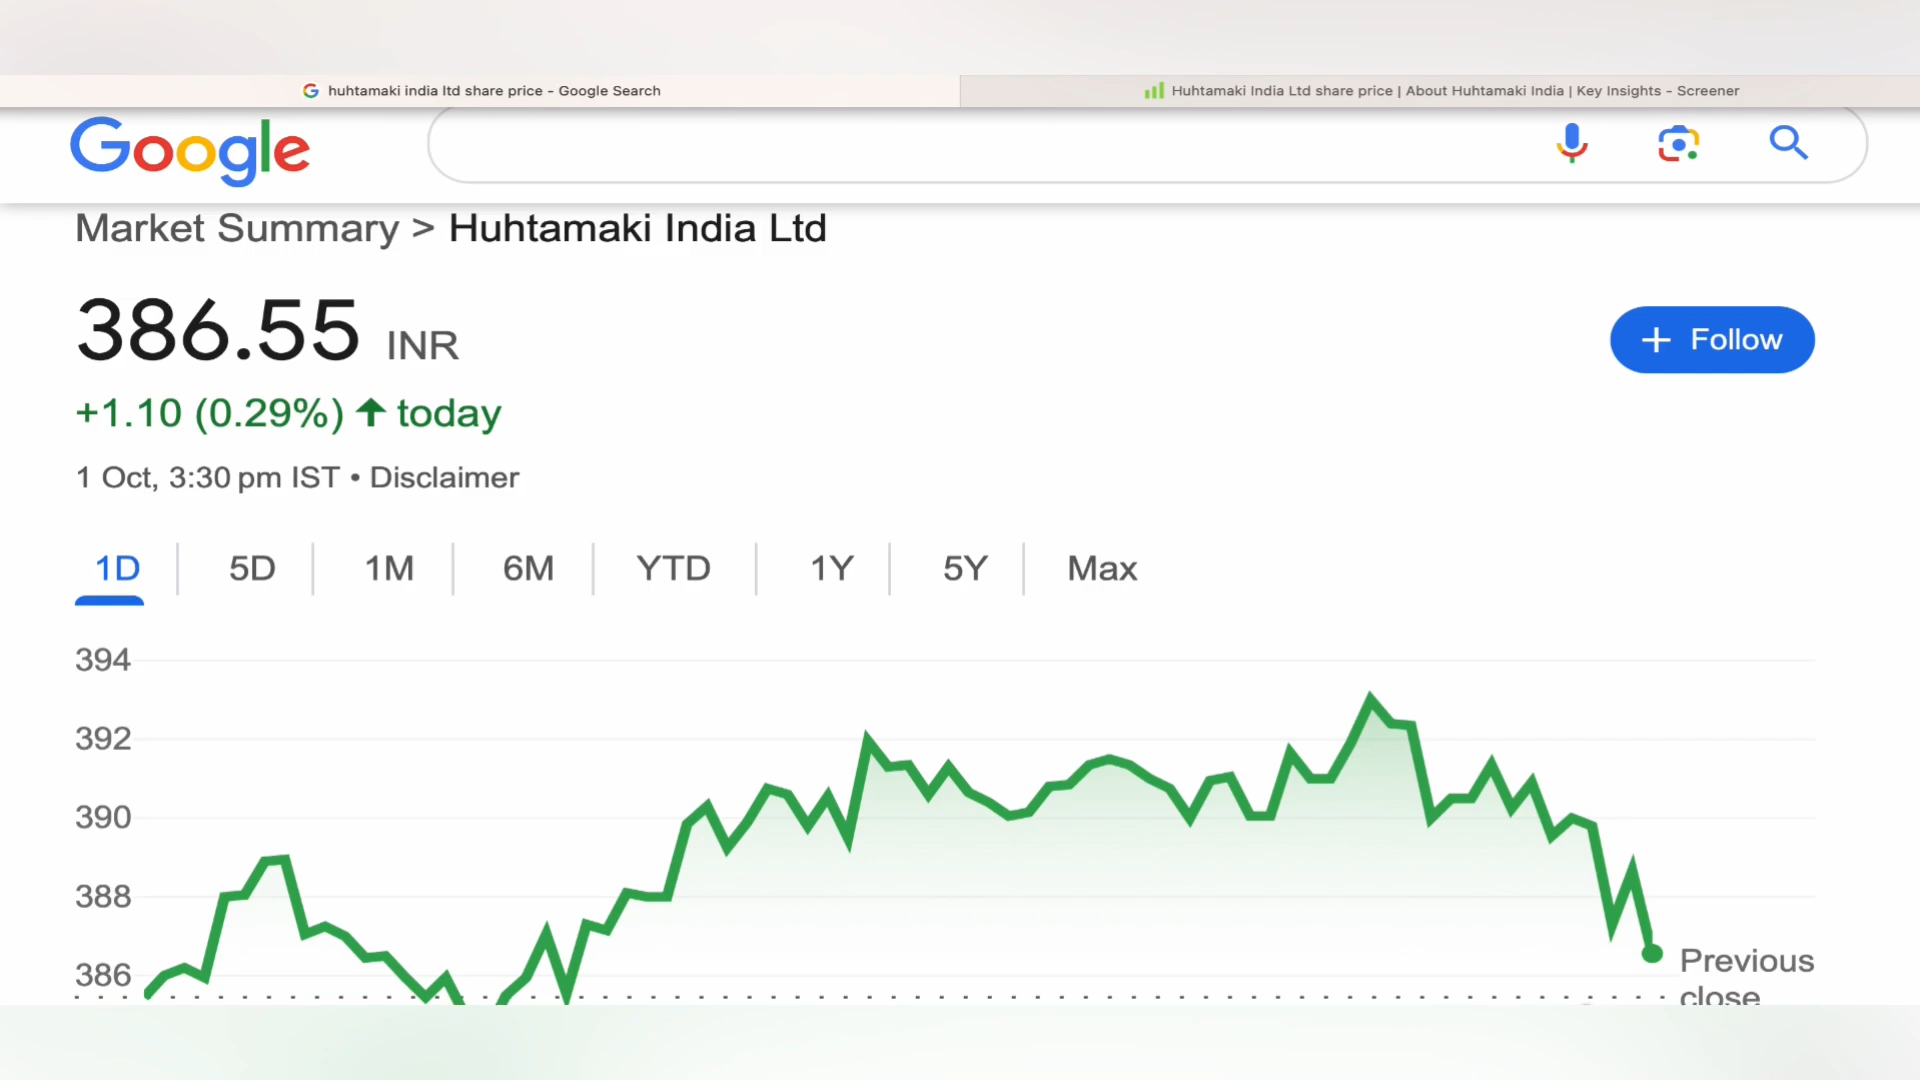 huhtamaki india ltd share price - Google Search
Huhtamaki India Ltd share price | About Huhtamaki India | Key Insights - Screener
Google
Market Summary > Huhtamaki India Ltd
386.55 INR
+ Follow
+1.10 (0.29%) ↑ today
1 Oct, 3:30 pm IST • Disclaimer
1D 5D 1M 6M YTD 1Y 5Y Max
394
392
390
388
386
Previous
close